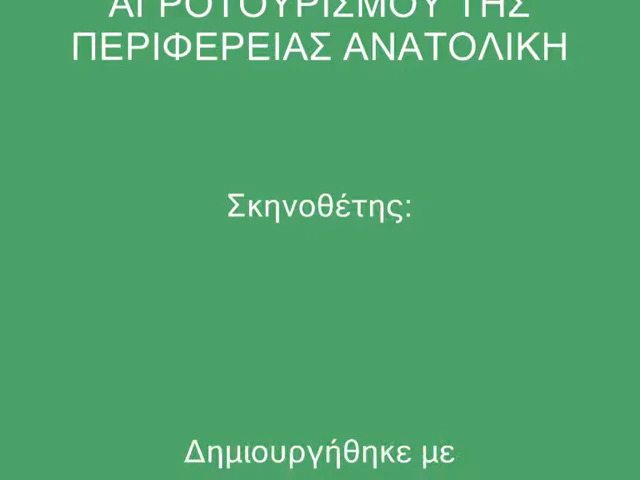 ΑΓΡΟΤΟΥΡΙΣΜΟΥ ΤΗΣ
ΠΕΡΙΦΕΡΕΙΑΣ ΑΝΑΤΟΛΙΚΗ
Σκηνοθέτης:
Δημιουργήθηκε με